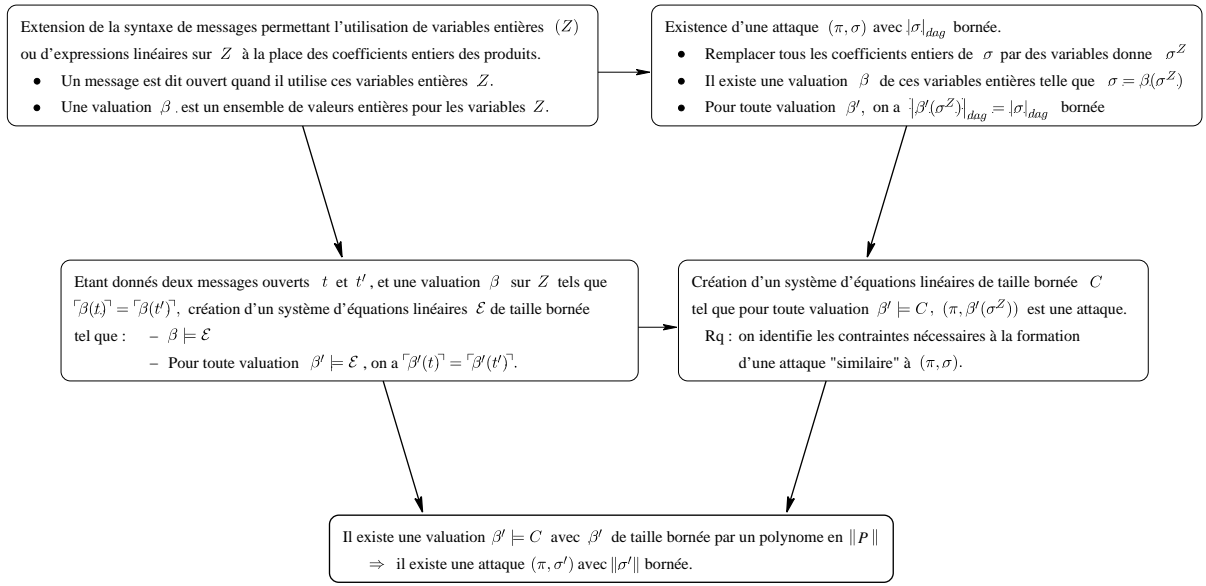 Extension de la syntaxe de messages permettant l'utilisation de variables entières (Z)
ou d'expressions linéaires sur Z à la place des coefficients entiers des produits.
● Un message est dit ouvert quand il utilise ces variables entières Z.
● Une valuation β est un ensemble de valeurs entières pour les variables Z.
Existence d'une attaque (π, σ) avec |σ|_dag bornée.
● Remplacer tous les coefficients entiers de σ par des variables donne σ^Z
● Il existe une valuation β de ces variables entières telle que σ = β(σ^Z)
● Pour toute valuation β′, on a |β′(σ^Z)|_dag = |σ|_dag bornée
Etant donnés deux messages ouverts t et t′, et une valuation β sur Z tels que
⌜β(t)⌝ = ⌜β(t′)⌝, création d'un système d'équations linéaires ℰ de taille bornée
tel que : – β ⊨ ℰ
– Pour toute valuation β′ ⊨ ℰ, on a ⌜β′(t)⌝ = ⌜β′(t′)⌝.
Création d'un système d'équations linéaires de taille bornée C
tel que pour toute valuation β′ ⊨ C, (π, β′(σ^Z)) est une attaque.
Rq : on identifie les contraintes nécessaires à la formation
d'une attaque "similaire" à (π, σ).
Il existe une valuation β′ ⊨ C avec β′ de taille bornée par un polynome en ‖P‖
⇒ il existe une attaque (π, σ′) avec ‖σ′‖ bornée.